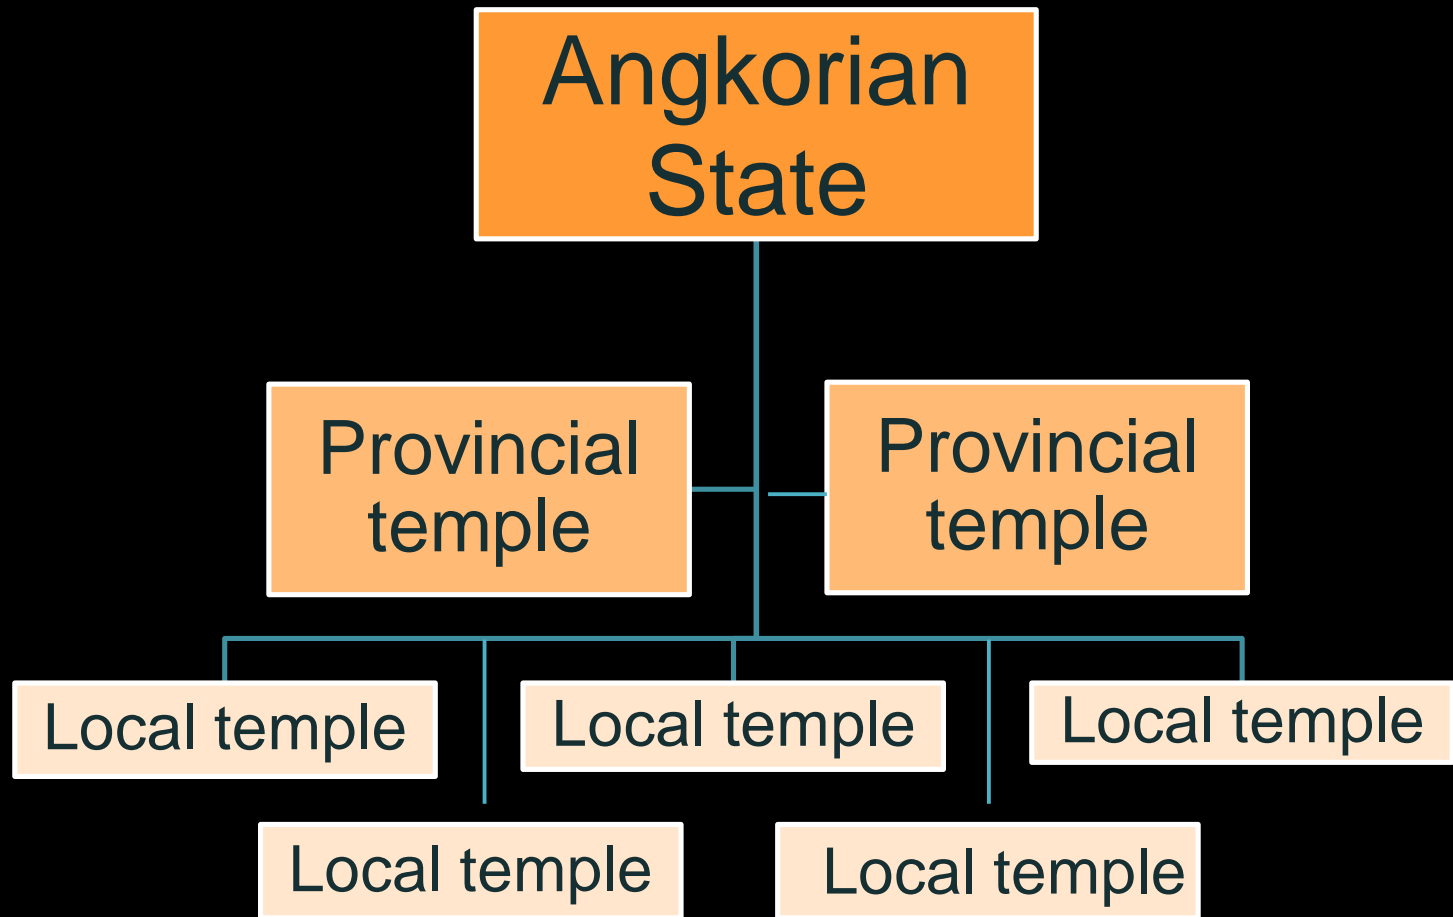 Angkorian
State
Provincial
temple
Provincial
temple
Local temple
Local temple
Local temple
Local temple
Local temple